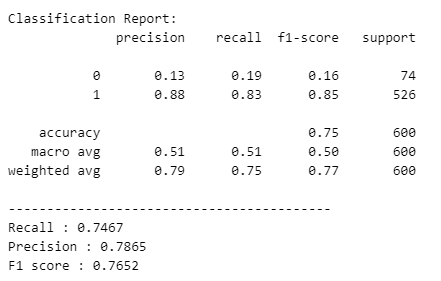 Classification Report:
precision recall f1-score support
0 0.13 0.19 0.16 74
1 0.88 0.83 0.85 526
accuracy 0.75 600
macro avg 0.51 0.51 0.50 600
weighted avg 0.79 0.75 0.77 600
------------------------------------------
Recall : 0.7467
Precision : 0.7865
F1 score : 0.7652